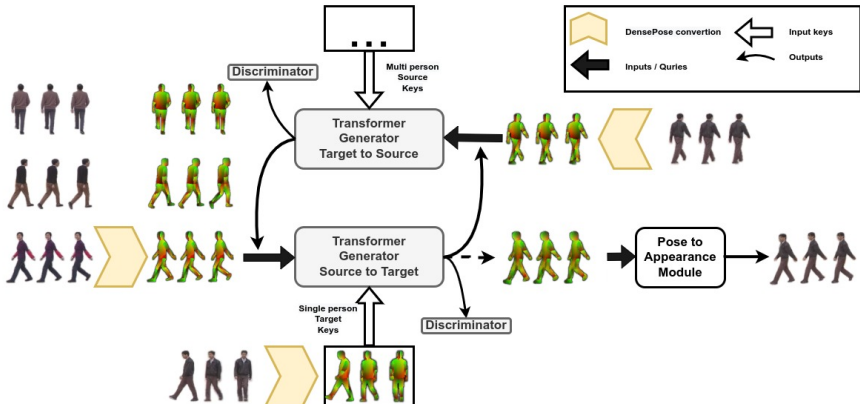 DensePose convertion
Input keys
Inputs / Quries
Outputs
...
Multi person
Source
Keys
Discriminator
Transformer
Generator
Target to Source
Transformer
Generator
Source to Target
Pose to
Appearance
Module
Single person
Target
Keys
Discriminator